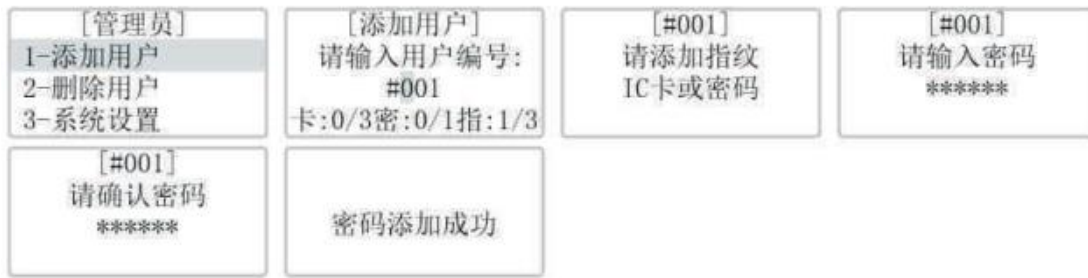 [管理员]
1-添加用户
2-删除用户
3-系统设置
[添加用户]
请输入用户编号:
#001
卡:0/3密:0/1指:1/3
[#001]
请添加指纹
IC卡或密码
[#001]
请输入密码
******
[#001]
请确认密码
******
密码添加成功